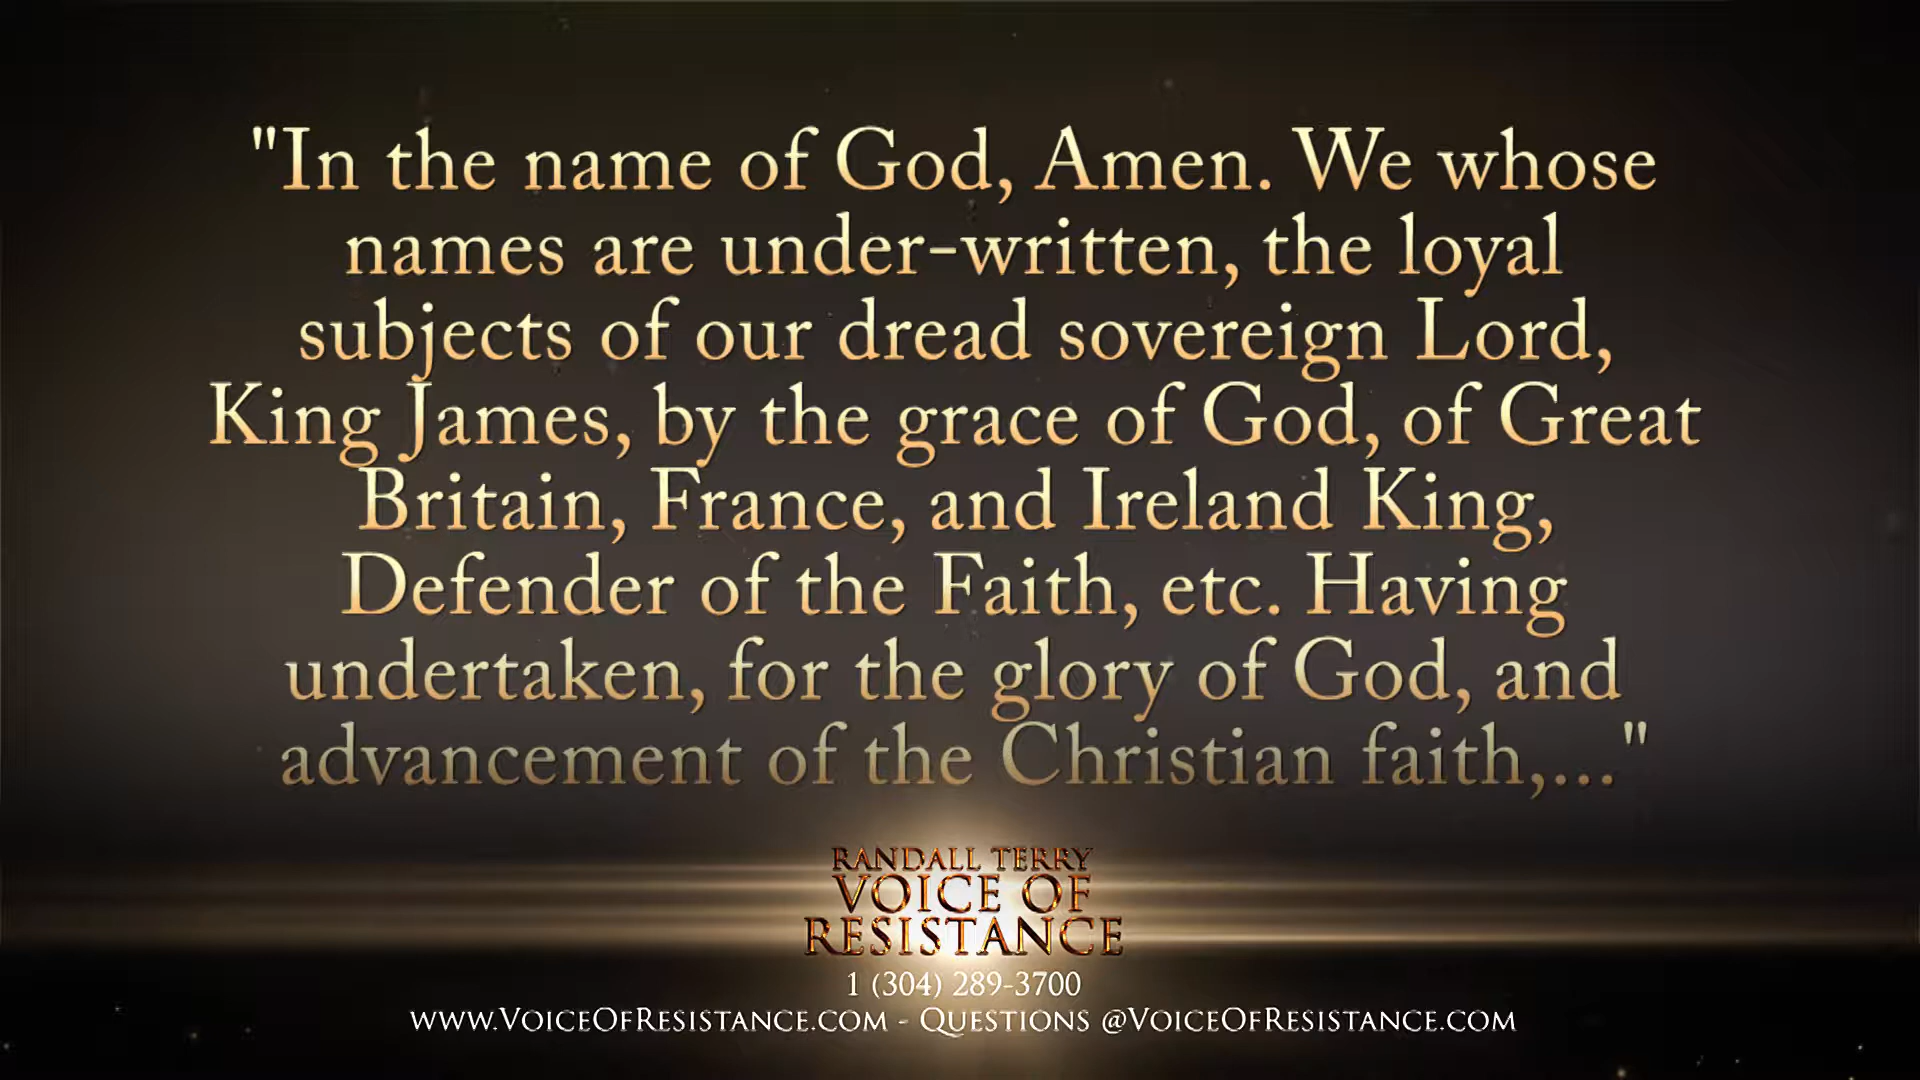 "In the name of God, Amen. We whose
names are under-written, the loyal
subjects of our dread sovereign Lord,
King James, by the grace of God, of Great
Britain, France, and Ireland King,
Defender of the Faith, etc. Having
undertaken, for the glory of God, and
advancement of the Christian faith,..."
RANDALL TERRY
VOICE OF
RESISTANCE
1 (304) 289-3700
www.VoiceOfResistance.com - Questions @VoiceOfResistance.com